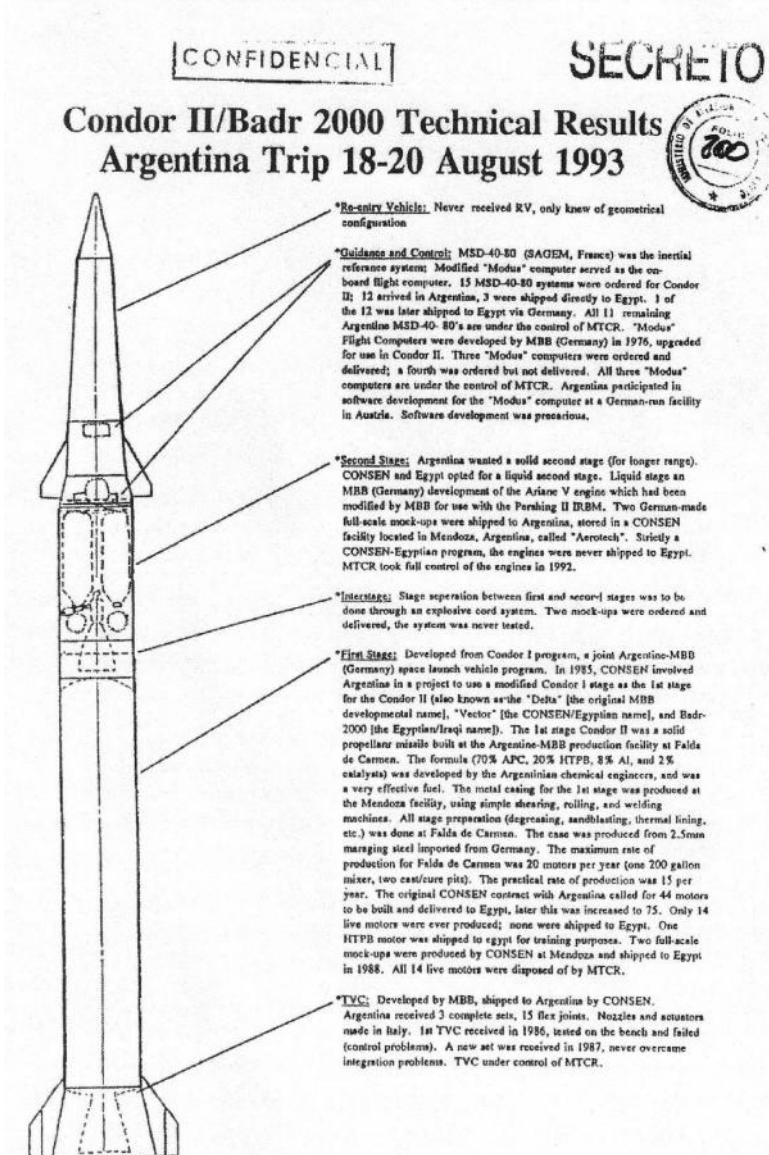 CONFIDENCIAL
SECRETO
Condor II/Badr 2000 Technical Results
Argentina Trip 18-20 August 1993
MINISTERIO DE
FOLIO
200
*Re-entry Vehicle: Never received RV, only knew of geometrical
configuration
*Guidance and Control: MSD-40-80 (SAGEM, France) was the inertial
reference system; Modified "Modus" computer served as the on-
board flight computer. 15 MSD-40-80 systems were ordered for Condor
II; 12 arrived in Argentina, 3 were shipped directly to Egypt. 1 of
the 12 was later shipped to Egypt via Germany. All 11 remaining
Argentine MSD-40- 80's are under the control of MTCR. "Modus"
Flight Computers were developed by MBB (Germany) in 1976, upgraded
for use in Condor II. Three "Modus" computers were ordered and
delivered; a fourth was ordered but not delivered. All three "Modus"
computers are under the control of MTCR. Argentina participated in
software development for the "Modus" computer at a German-run facility
in Austria. Software development was precarious.
*Second Stage: Argentina wanted a solid second stage (for longer range).
CONSEN and Egypt opted for a liquid second stage. Liquid stage an
MBB (Germany) development of the Ariane V engine which had been
modified by MBB for use with the Pershing II IRBM. Two German-made
full-scale mock-ups were shipped to Argentina, stored in a CONSEN
facility located in Mendoza, Argentina, called "Aerotech". Strictly a
CONSEN-Egyptian program, the engines were never shipped to Egypt.
MTCR took full control of the engines in 1992.
*Interstage: Stage seperation between first and second stages was to be
done through an explosive cord system. Two mock-ups were ordered and
delivered, the system was never tested.
*First Stage: Developed from Condor I program, a joint Argentine-MBB
(Germany) space launch vehicle program. In 1985, CONSEN involved
Argentina in a project to use a modified Condor I stage as the 1st stage
for the Condor II (also known as the "Delta" [the original MBB
developmental name], "Vector" [the CONSEN/Egyptian name], and Badr-
2000 [the Egyptian/Iraqi name]). The 1st stage Condor II was a solid
propellant missile built at the Argentine-MBB production facility at Falda
de Carmen. The formula (70% APC, 20% HTPB, 8% Al, and 2%
catalysts) was developed by the Argentinian chemical engineers, and was
a very effective fuel. The metal casing for the 1st stage was produced at
the Mendoza facility, using simple shearing, rolling, and welding
machines. All stage preparation (degreasing, sandblasting, thermal lining,
etc.) was done at Falda de Carmen. The case was produced from 2.5mm
maraging steel imported from Germany. The maximum rate of
production for Falda de Carmen was 20 motors per year (one 200 gallon
mixer, two cast/cure pits). The practical rate of production was 15 per
year. The original CONSEN contract with Argentina called for 44 motors
to be built and delivered to Egypt, later this was increased to 75. Only 14
live motors were ever produced; none were shipped to Egypt. One
HTPB motor was shipped to egypt for training purposes. Two full-scale
mock-ups were produced by CONSEN at Mendoza and shipped to Egypt
in 1988. All 14 live motors were disposed of by MTCR.
*TVC: Developed by MBB, shipped to Argentina by CONSEN.
Argentina received 3 complete sets, 15 flex joints. Nozzles and actuators
made in Italy. 1st TVC received in 1986, tested on the bench and failed
(control problems). A new set was received in 1987, never overcame
integration problems. TVC under control of MTCR.